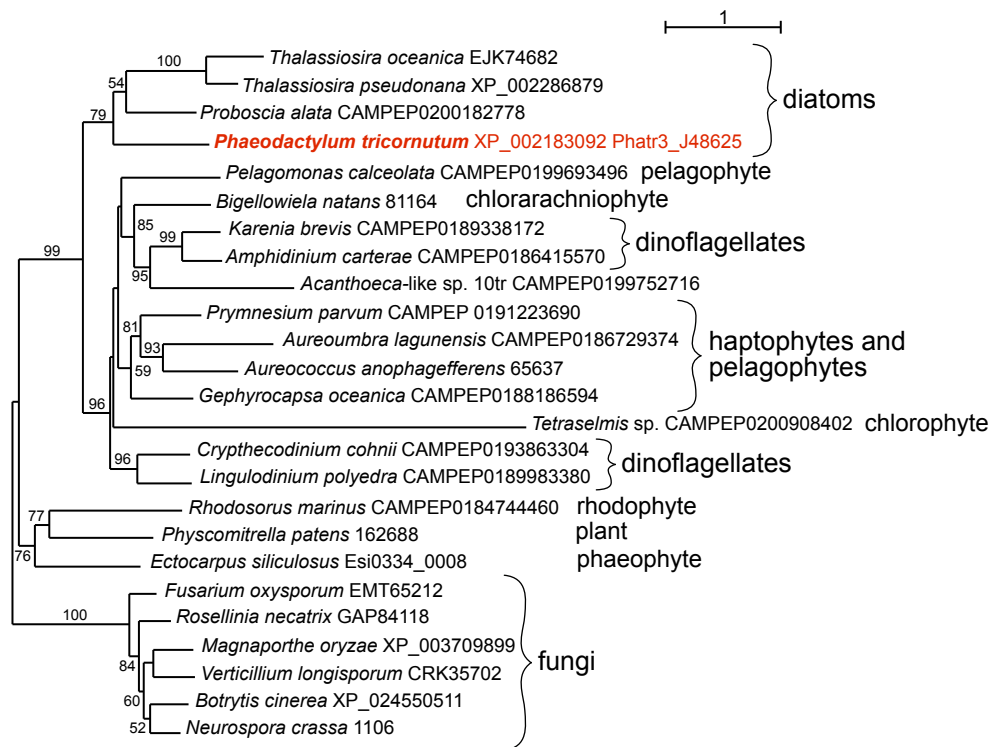 1
100
Thalassiosira oceanica EJK74682
54
Thalassiosira pseudonana XP_002286879
diatoms
79
Proboscia alata CAMPEP0200182778
Phaeodactylum tricornutum XP_002183092 Phatr3_J48625
Pelagomonas calceolata CAMPEP0199693496 pelagophyte
Bigellowiela natans 81164 chlorarachniophyte
85
99
Karenia brevis CAMPEP0189338172
dinoflagellates
99
95
Amphidinium carterae CAMPEP0186415570
Acanthoeca-like sp. 10tr CAMPEP0199752716
81
Prymnesium parvum CAMPEP 0191223690
93
Aureoumbra lagunensis CAMPEP0186729374
haptophytes and
pelagophytes
59
Aureococcus anophagefferens 65637
Gephyrocapsa oceanica CAMPEP0188186594
96
Tetraselmis sp. CAMPEP0200908402 chlorophyte
96
Crypthecodinium cohnii CAMPEP0193863304
dinoflagellates
Lingulodinium polyedra CAMPEP0189983380
77
Rhodosorus marinus CAMPEP0184744460 rhodophyte
Physcomitrella patens 162688 plant
76
Ectocarpus siliculosus Esi0334_0008 phaeophyte
100
Fusarium oxysporum EMT65212
Rosellinia necatrix GAP84118
84
Magnaporthe oryzae XP_003709899
fungi
Verticillium longisporum CRK35702
60
Botrytis cinerea XP_024550511
52
Neurospora crassa 1106